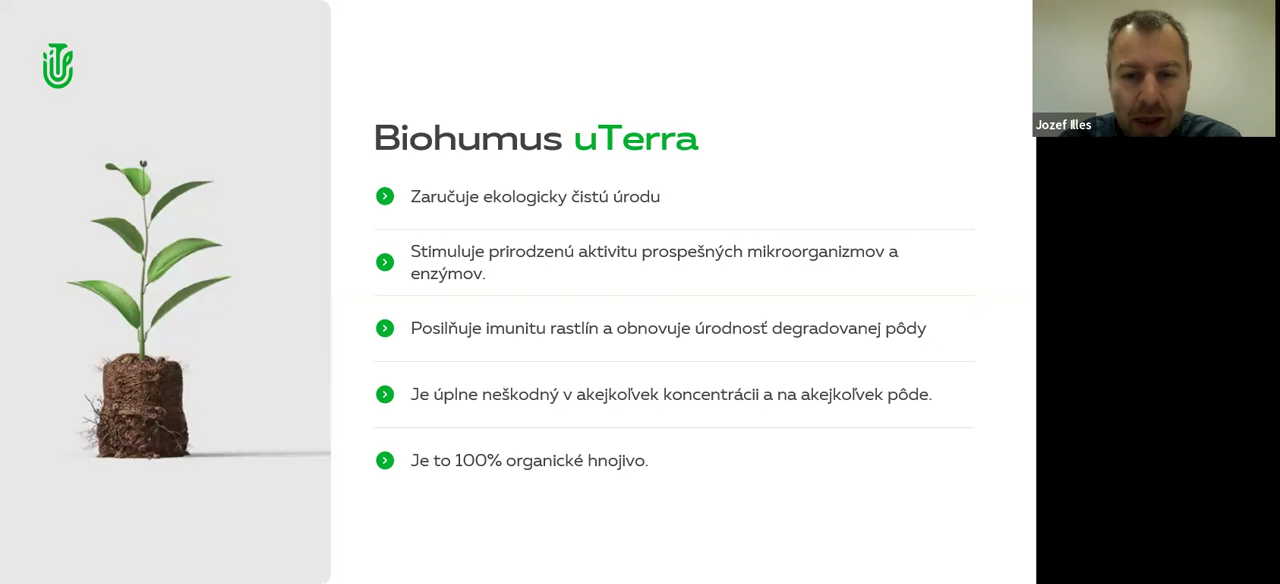 Biohumus uTerra
Zaručuje ekologicky čistú úrodu
Stimuluje prirodzenú aktivitu prospešných mikroorganizmov a
enzýmov.
Posilňuje imunitu rastlín a obnovuje úrodnosť degradovanej pôdy
Je úplne neškodný v akejkoľvek koncentrácii a na akejkoľvek pôde.
Je to 100% organické hnojivo.
Jozef Illes